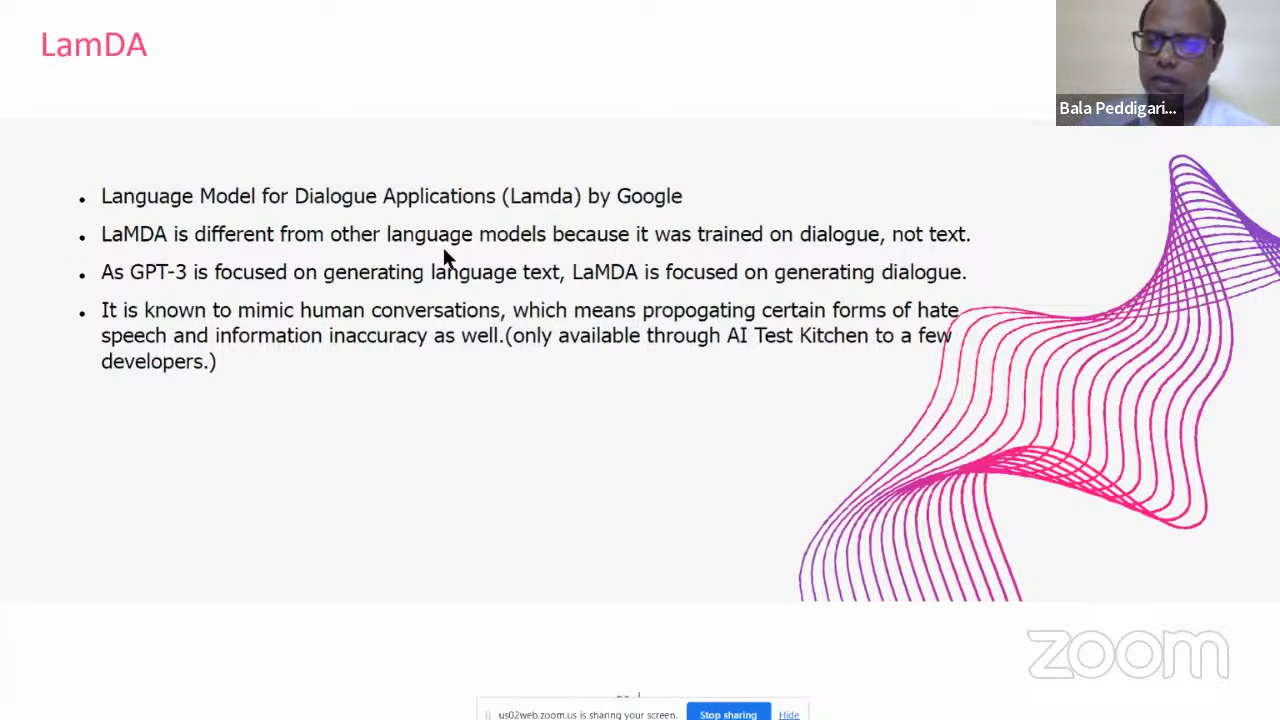 LamDA
Bala Peddigari...
Language Model for Dialogue Applications (Lamda) by Google
LaMDA is different from other language models because it was trained on dialogue, not text.
As GPT-3 is focused on generating language text, LaMDA is focused on generating dialogue.
It is known to mimic human conversations, which means propogating certain forms of hate
speech and information inaccuracy as well.(only available through AI Test Kitchen to a few
developers.)
zoom
us02web.zoom.us is sharing your screen.
Stop sharing
Hide